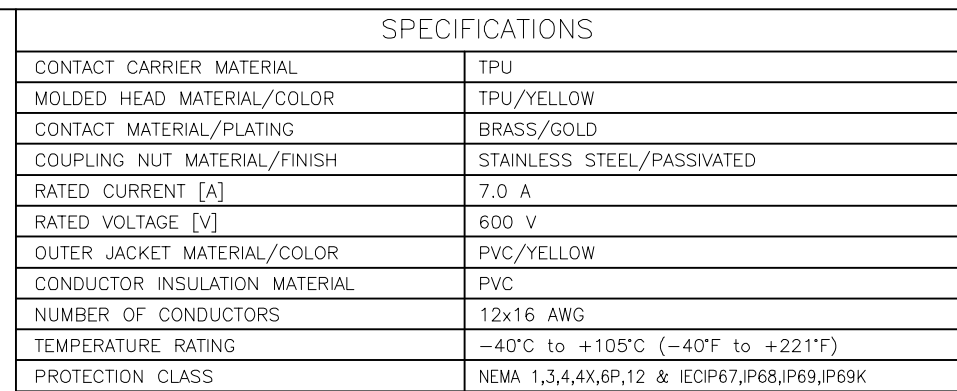 SPECIFICATIONS
CONTACT CARRIER MATERIAL TPU
MOLDED HEAD MATERIAL/COLOR TPU/YELLOW
CONTACT MATERIAL/PLATING BRASS/GOLD
COUPLING NUT MATERIAL/FINISH STAINLESS STEEL/PASSIVATED
RATED CURRENT [A] 7.0 A
RATED VOLTAGE [V] 600 V
OUTER JACKET MATERIAL/COLOR PVC/YELLOW
CONDUCTOR INSULATION MATERIAL PVC
NUMBER OF CONDUCTORS 12x16 AWG
TEMPERATURE RATING −40°C to +105°C (−40°F to +221°F)
PROTECTION CLASS NEMA 1,3,4,4X,6P,12 & IECIP67,IP68,IP69,IP69K